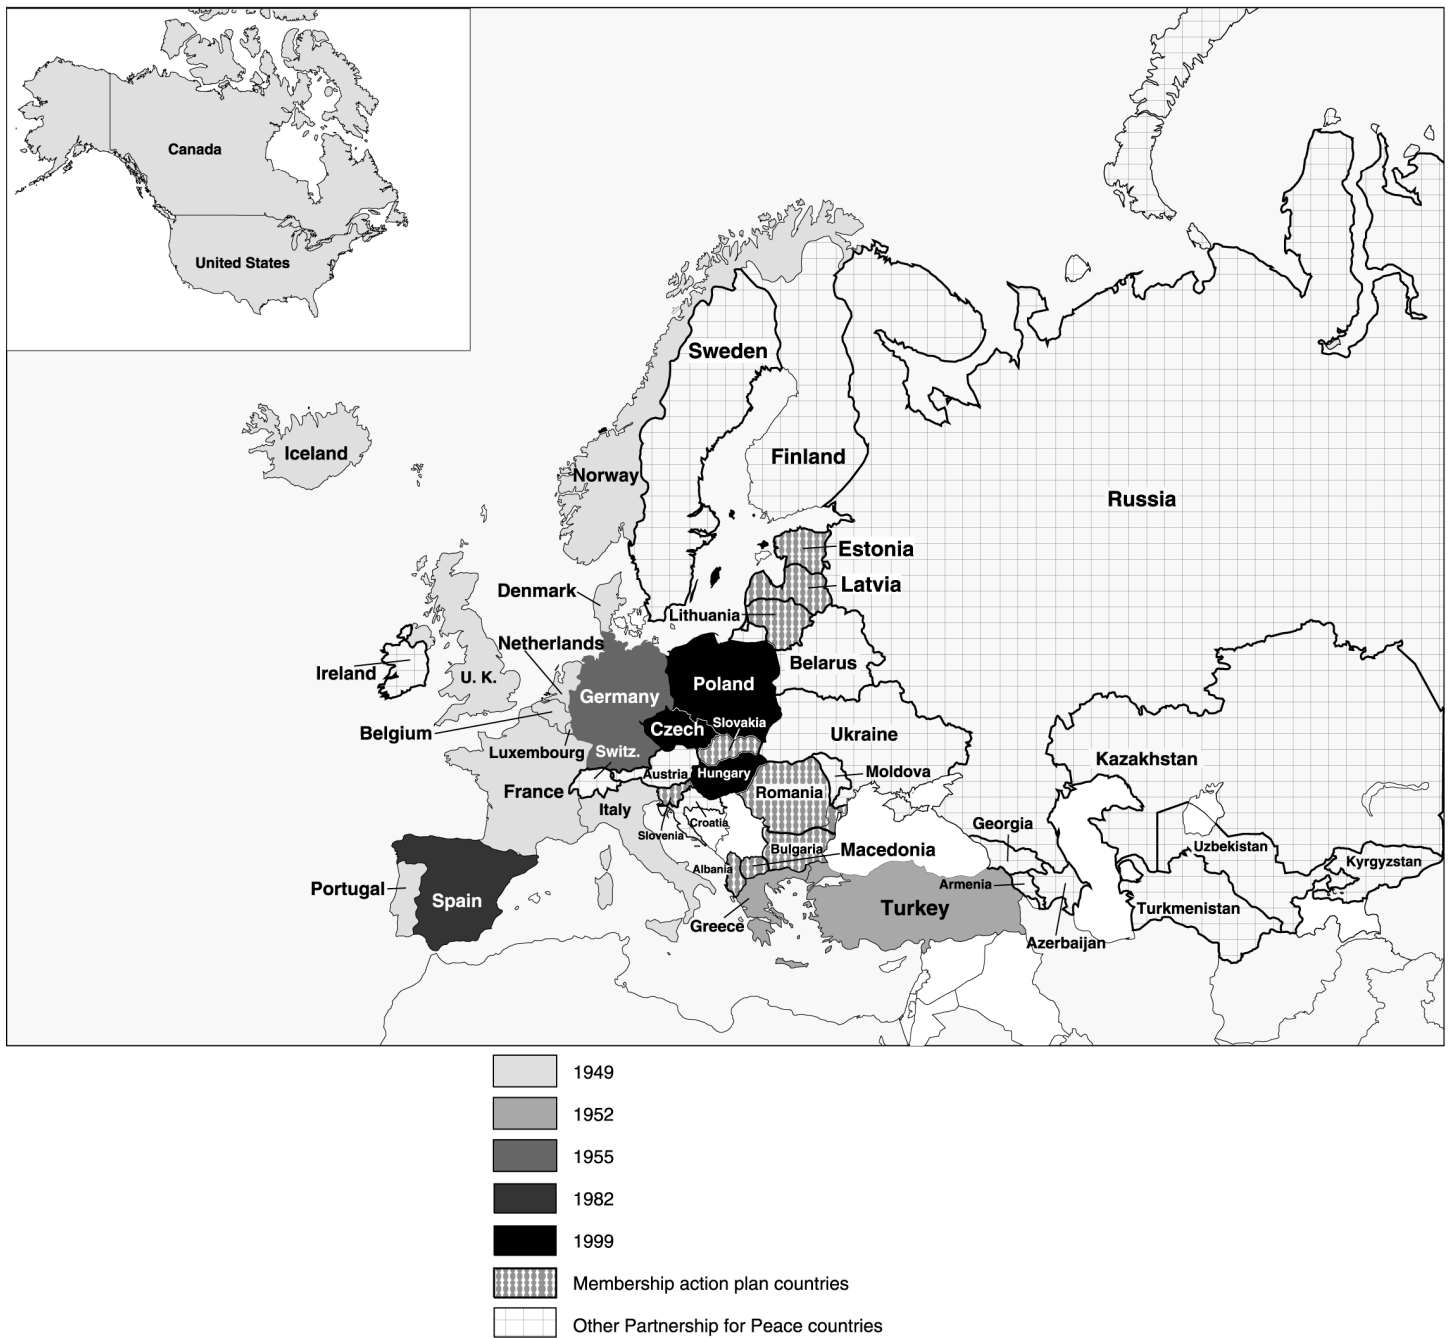 Canada
United States
Sweden
Iceland
Finland
Norway
Russia
Estonia
Denmark
Latvia
Lithuania
Netherlands
Ireland
Belarus
U. K.
Poland
Germany
Slovakia
Czech
Belgium
Ukraine
Luxembourg
Switz.
Kazakhstan
Austria
Hungary
Moldova
France
Romania
Italy
Croatia
Georgia
Slovenia
Uzbekistan
Bulgaria
Macedonia
Kyrgyzstan
Albania
Armenia
Portugal
Spain
Turkey
Turkmenistan
Greece
Azerbaijan
1949
1952
1955
1982
1999
Membership action plan countries
Other Partnership for Peace countries